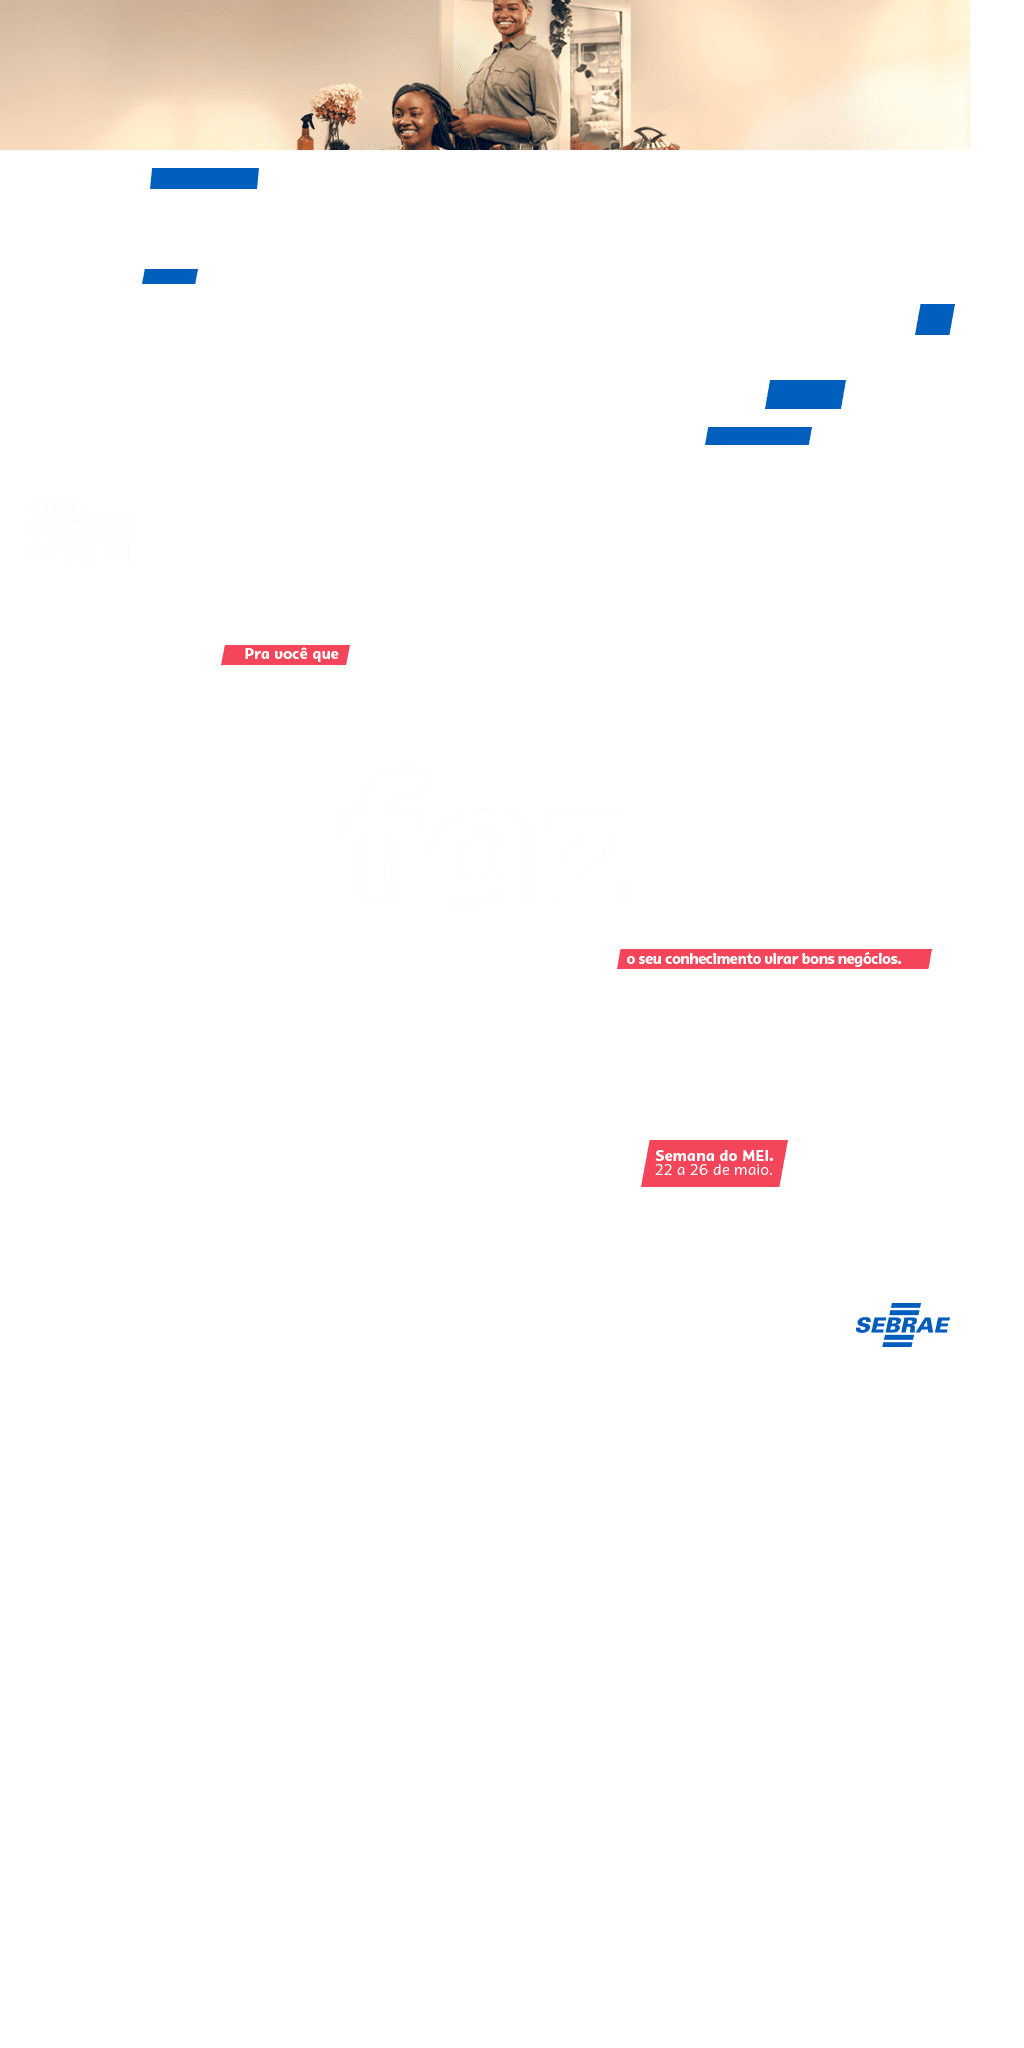 Pra você que
faz
o seu conhecimento virar bons negócios.
Semana do MEI.
22 a 26 de maio.
SEBRAE